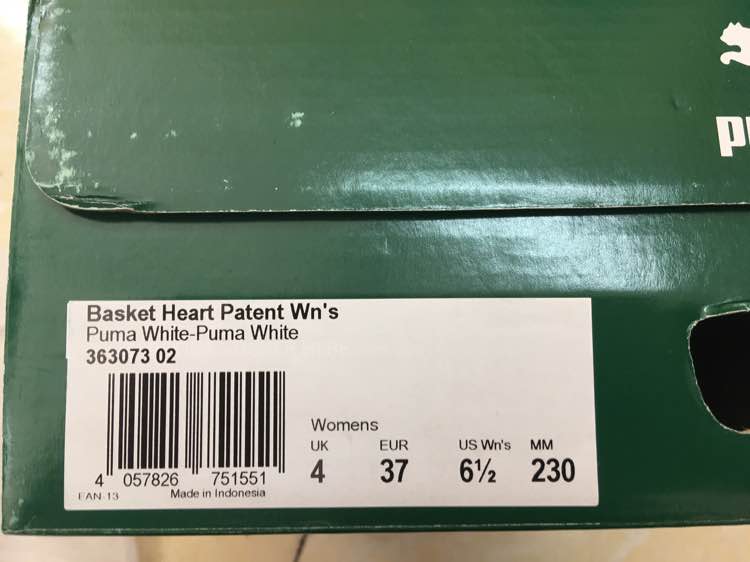 Basket Heart Patent Wn's
Puma White-Puma White
363073 02
Womens
UK EUR US Wn's MM
4 37 6½ 230
4 057826 751551
EAN-13 Made in Indonesia